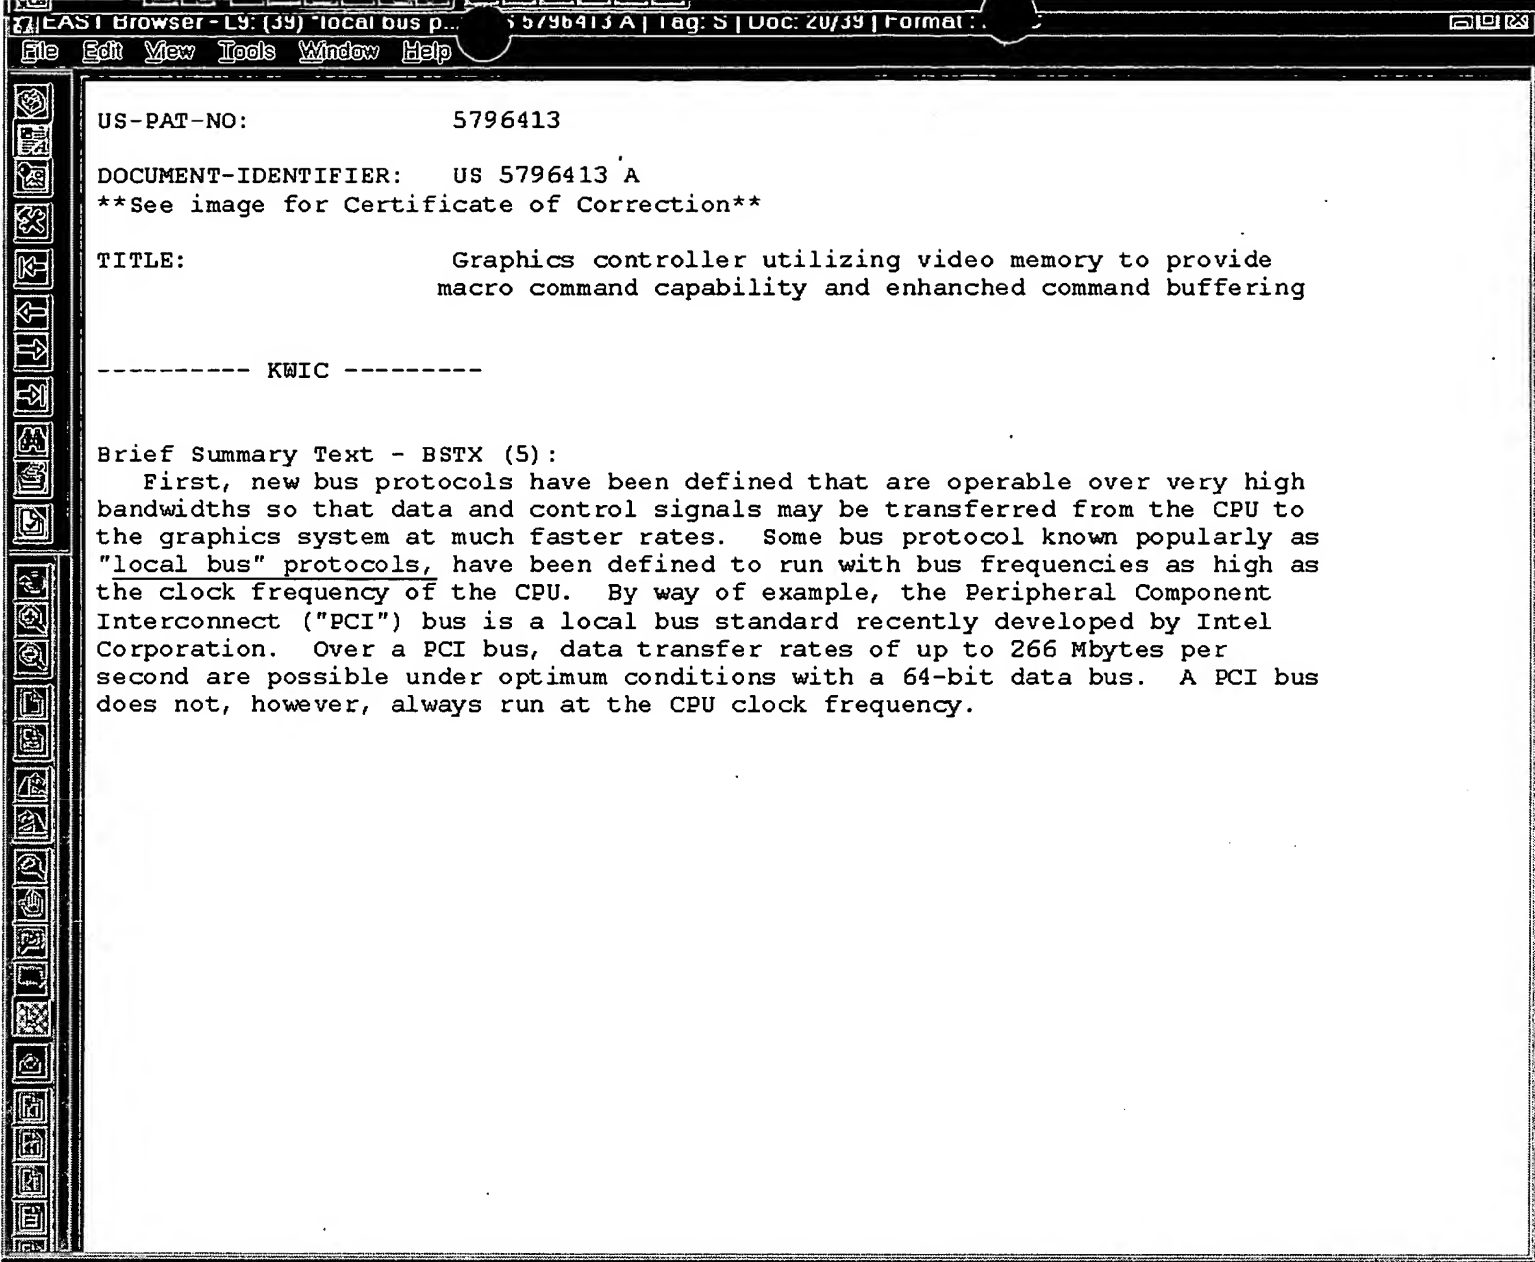 EAST Browser - L9: (39) "local bus p... 5796413 A | Tag: S | Doc: 20/39 | Format :
File Edit View Tools Window Help
US-PAT-NO: 5796413
DOCUMENT-IDENTIFIER: US 5796413 A
**See image for Certificate of Correction**
TITLE: Graphics controller utilizing video memory to provide
macro command capability and enhanched command buffering
---------- KWIC ---------
Brief Summary Text - BSTX (5):
First, new bus protocols have been defined that are operable over very high
bandwidths so that data and control signals may be transferred from the CPU to
the graphics system at much faster rates. Some bus protocol known popularly as
"local bus" protocols, have been defined to run with bus frequencies as high as
the clock frequency of the CPU. By way of example, the Peripheral Component
Interconnect ("PCI") bus is a local bus standard recently developed by Intel
Corporation. Over a PCI bus, data transfer rates of up to 266 Mbytes per
second are possible under optimum conditions with a 64-bit data bus. A PCI bus
does not, however, always run at the CPU clock frequency.